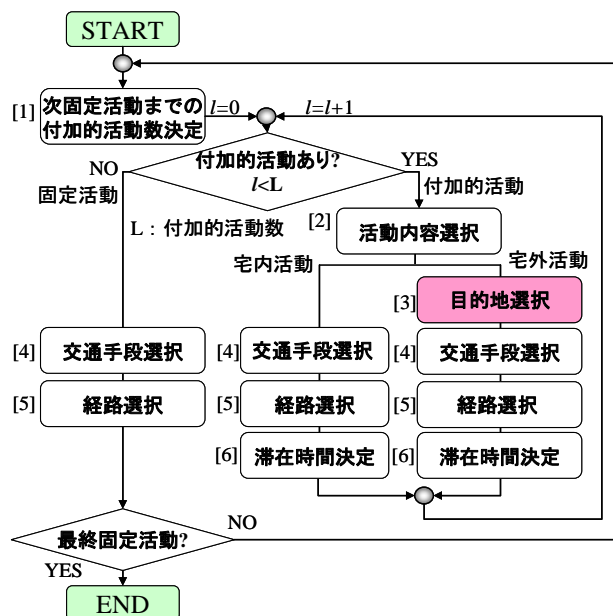 START
[1] 次固定活動までの
付加的活動数決定
l=0
l=l+1
付加的活動あり?
l<L
NO
YES
固定活動
付加的活動
L：付加的活動数
[2] 活動内容選択
宅内活動
宅外活動
[3] 目的地選択
[4] 交通手段選択
[4] 交通手段選択
[4] 交通手段選択
[5] 経路選択
[5] 経路選択
[5] 経路選択
[6] 滞在時間決定
[6] 滞在時間決定
最終固定活動?
NO
YES
END